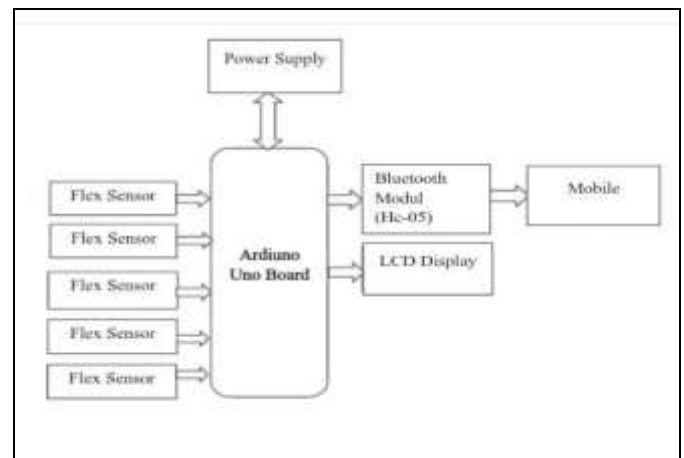 Power Supply
Flex Sensor
Flex Sensor
Flex Sensor
Flex Sensor
Flex Sensor
Ardiuno
Uno Board
Bluetooth
Modul
(Hc-05)
LCD Display
Mobile